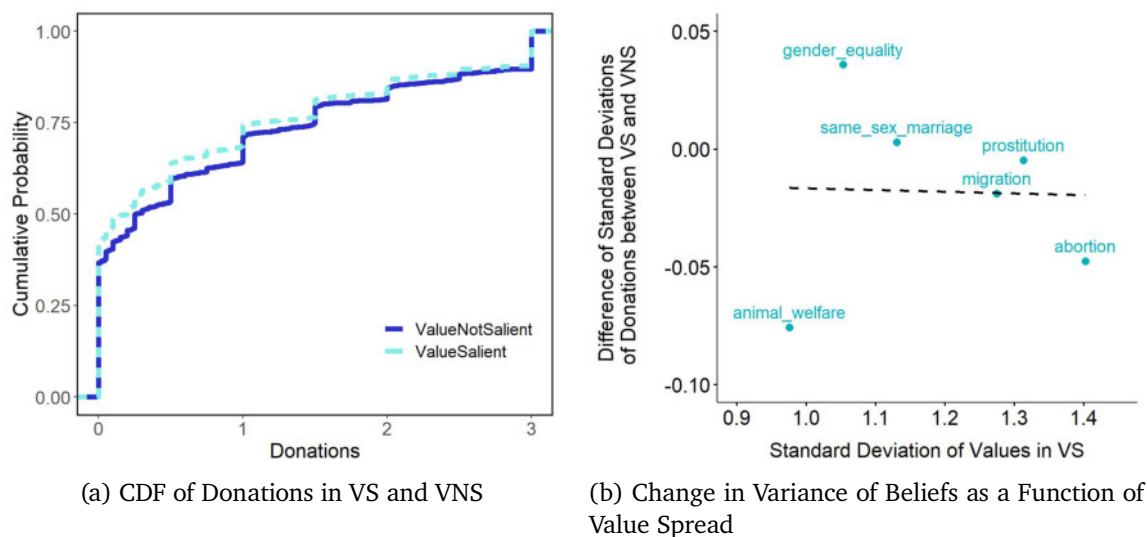 1.00
0.75
0.50
0.25
0.00
Cumulative Probability
0
1
2
3
Donations
ValueNotSalient
ValueSalient
(a) CDF of Donations in VS and VNS
0.05
0.00
-0.05
-0.10
Difference of Standard Deviations
of Donations between VS and VNS
gender_equality
same_sex_marriage
prostitution
migration
abortion
animal_welfare
0.9
1.0
1.1
1.2
1.3
1.4
Standard Deviation of Values in VS
(b) Change in Variance of Beliefs as a Function of
Value Spread